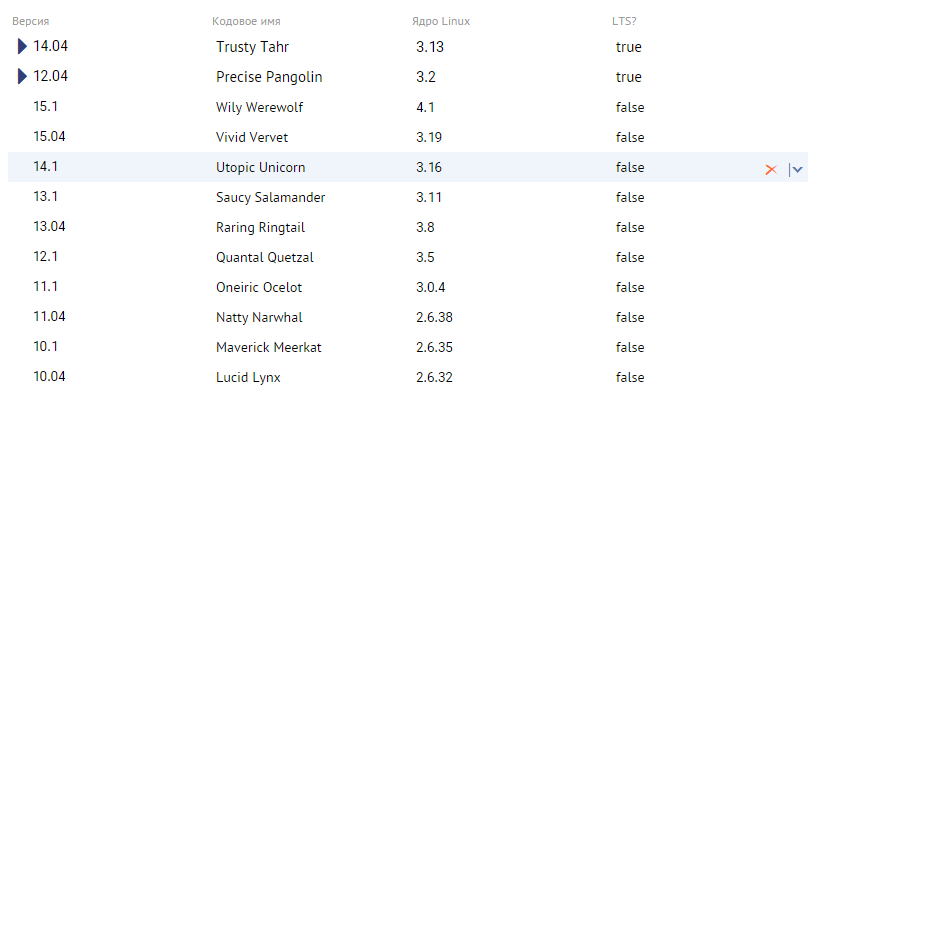 Версия Кодовое имя Ядро Linux LTS?
14.04 Trusty Tahr 3.13 true
12.04 Precise Pangolin 3.2 true
15.1 Wily Werewolf 4.1 false
15.04 Vivid Vervet 3.19 false
14.1 Utopic Unicorn 3.16 false
13.1 Saucy Salamander 3.11 false
13.04 Raring Ringtail 3.8 false
12.1 Quantal Quetzal 3.5 false
11.1 Oneiric Ocelot 3.0.4 false
11.04 Natty Narwhal 2.6.38 false
10.1 Maverick Meerkat 2.6.35 false
10.04 Lucid Lynx 2.6.32 false